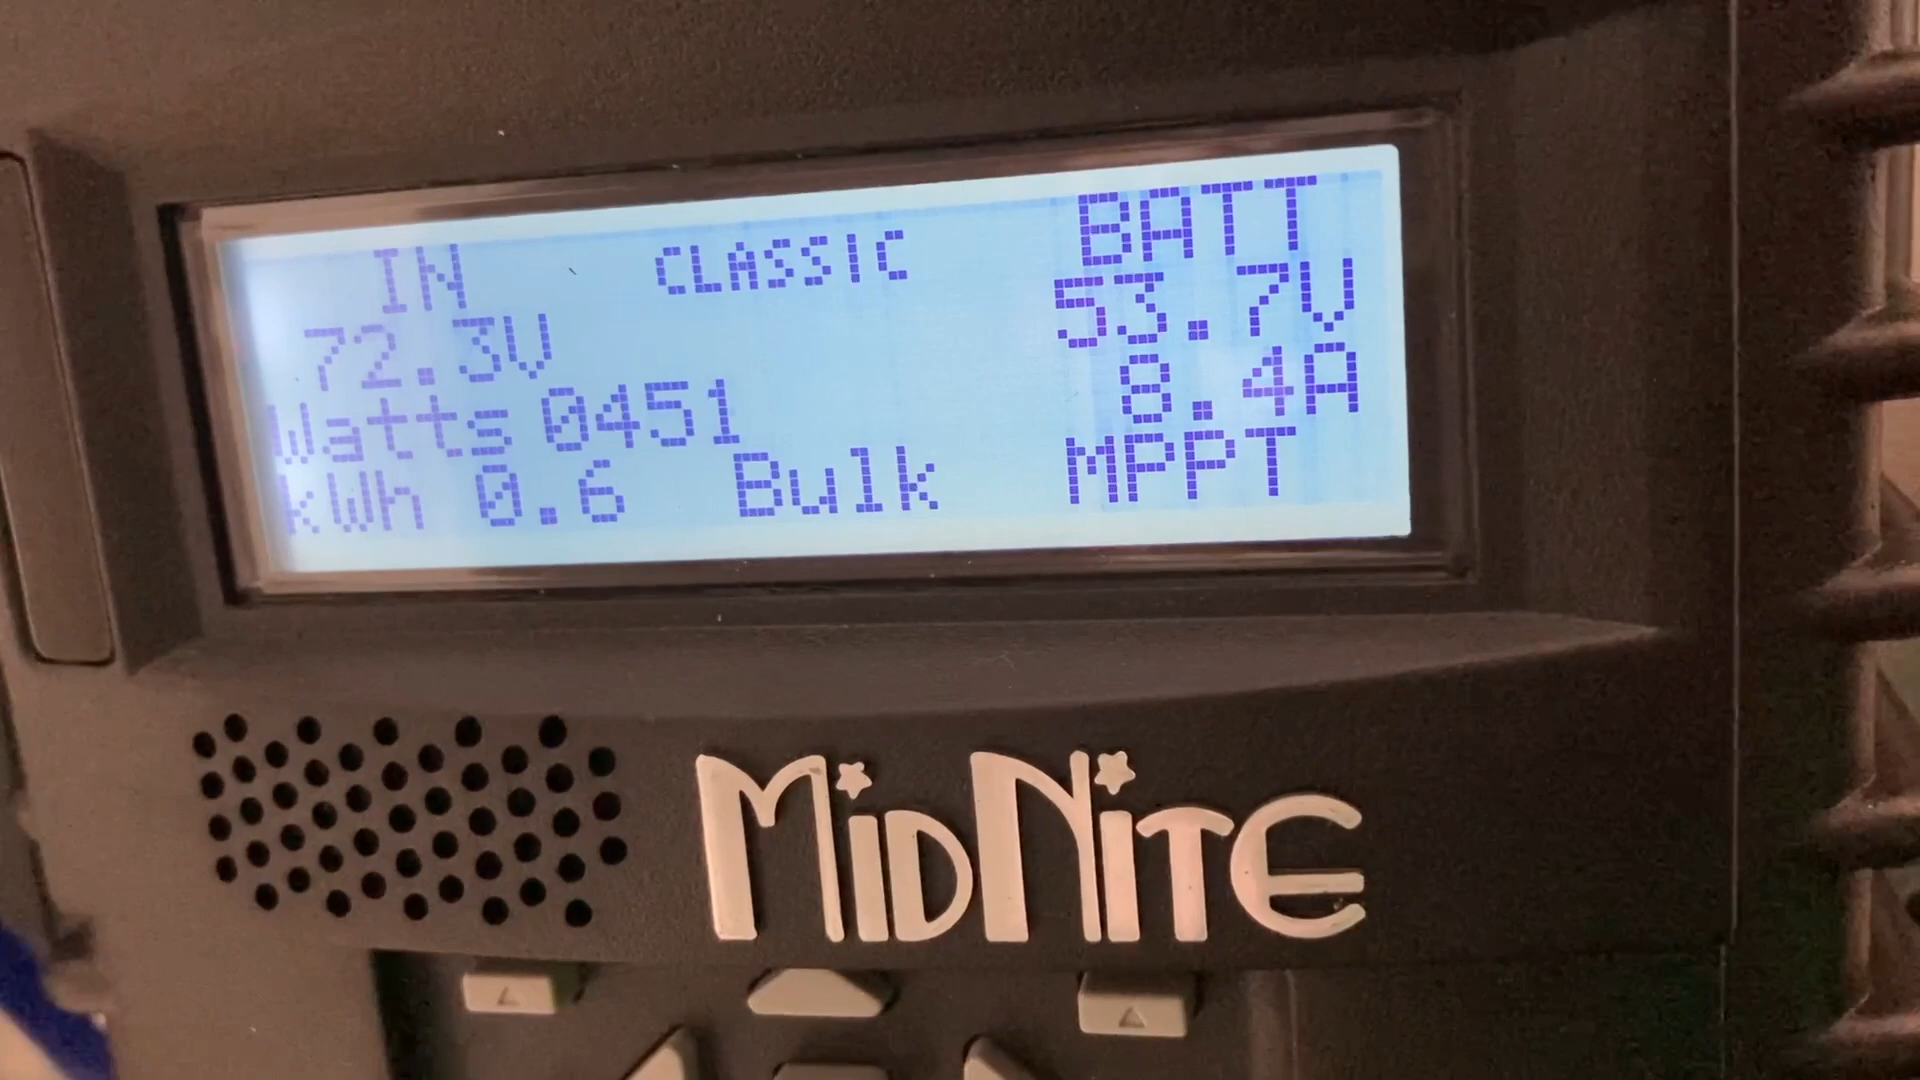 IN CLASSIC BATT
72.3V 53.7V
Watts 0451 8.4A
kWh 0.6 Bulk MPPT
MIDNITE